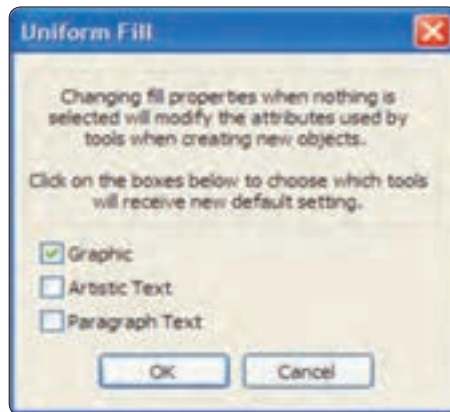 Uniform Fill
Changing fill properties when nothing is
selected will modify the attributes used by
tools when creating new objects.
Click on the boxes below to choose which tools
will receive new default setting.
Graphic
Artistic Text
Paragraph Text
OK Cancel